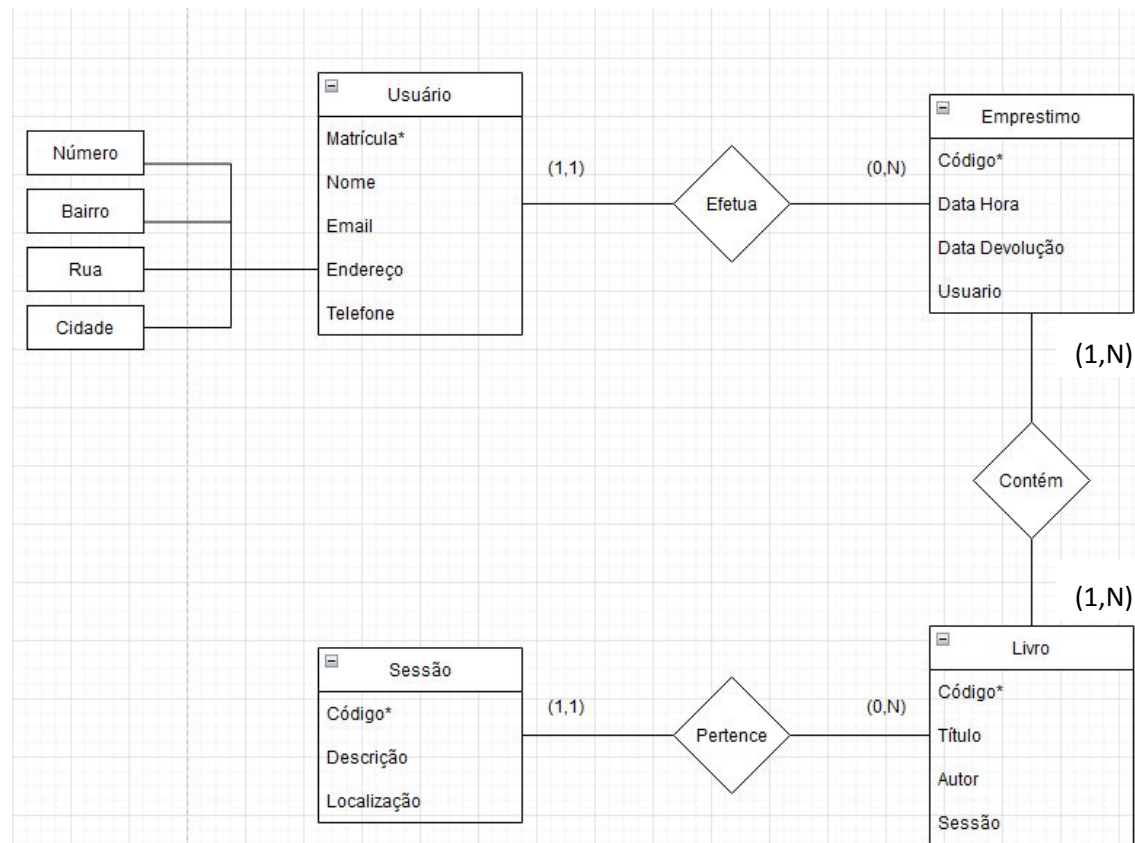 Número
Bairro
Rua
Cidade
Usuário
Matrícula*
Nome
Email
Endereço
Telefone
(1,1)
Efetua
(0,N)
Emprestimo
Código*
Data Hora
Data Devolução
Usuario
(1,N)
Contém
(1,N)
Sessão
Código*
Descrição
Localização
(1,1)
Pertence
(0,N)
Livro
Código*
Título
Autor
Sessão